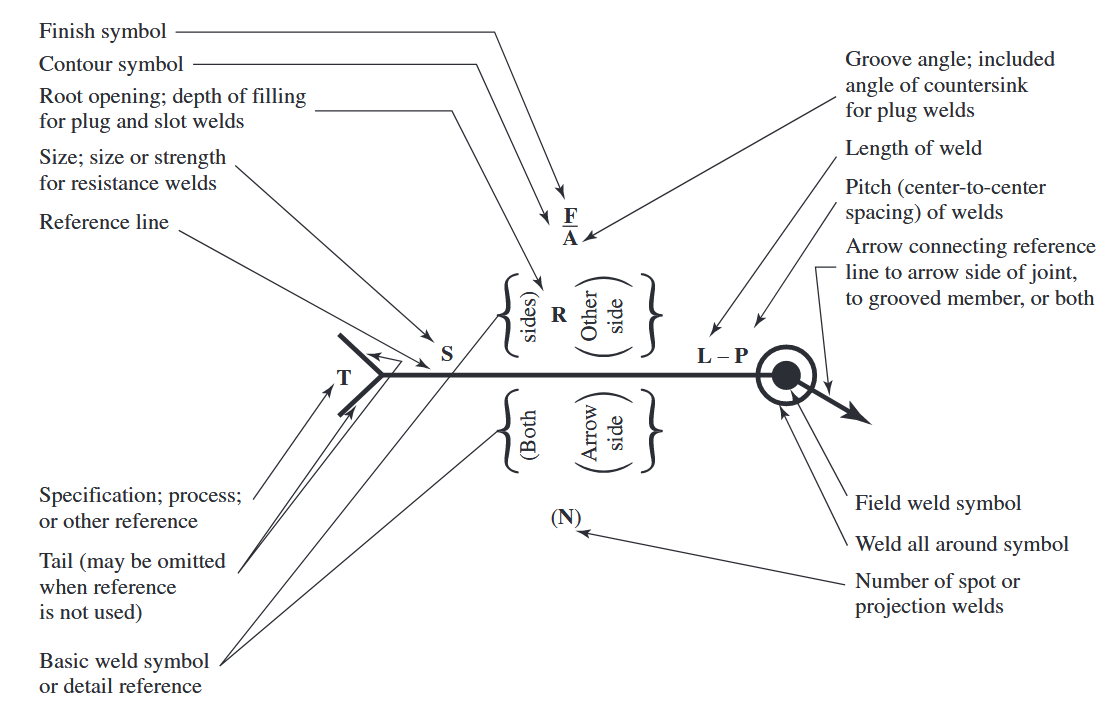 Finish symbol
Contour symbol
Root opening; depth of filling
for plug and slot welds
Size; size or strength
for resistance welds
Reference line
Groove angle; included
angle of countersink
for plug welds
Length of weld
Pitch (center-to-center
spacing) of welds
Arrow connecting reference
line to arrow side of joint,
to grooved member, or both
F
A
sides)
R
(Other
side)
S
L – P
T
(Both
(Arrow
side)
(N)
Specification; process;
or other reference
Tail (may be omitted
when reference
is not used)
Basic weld symbol
or detail reference
Field weld symbol
Weld all around symbol
Number of spot or
projection welds